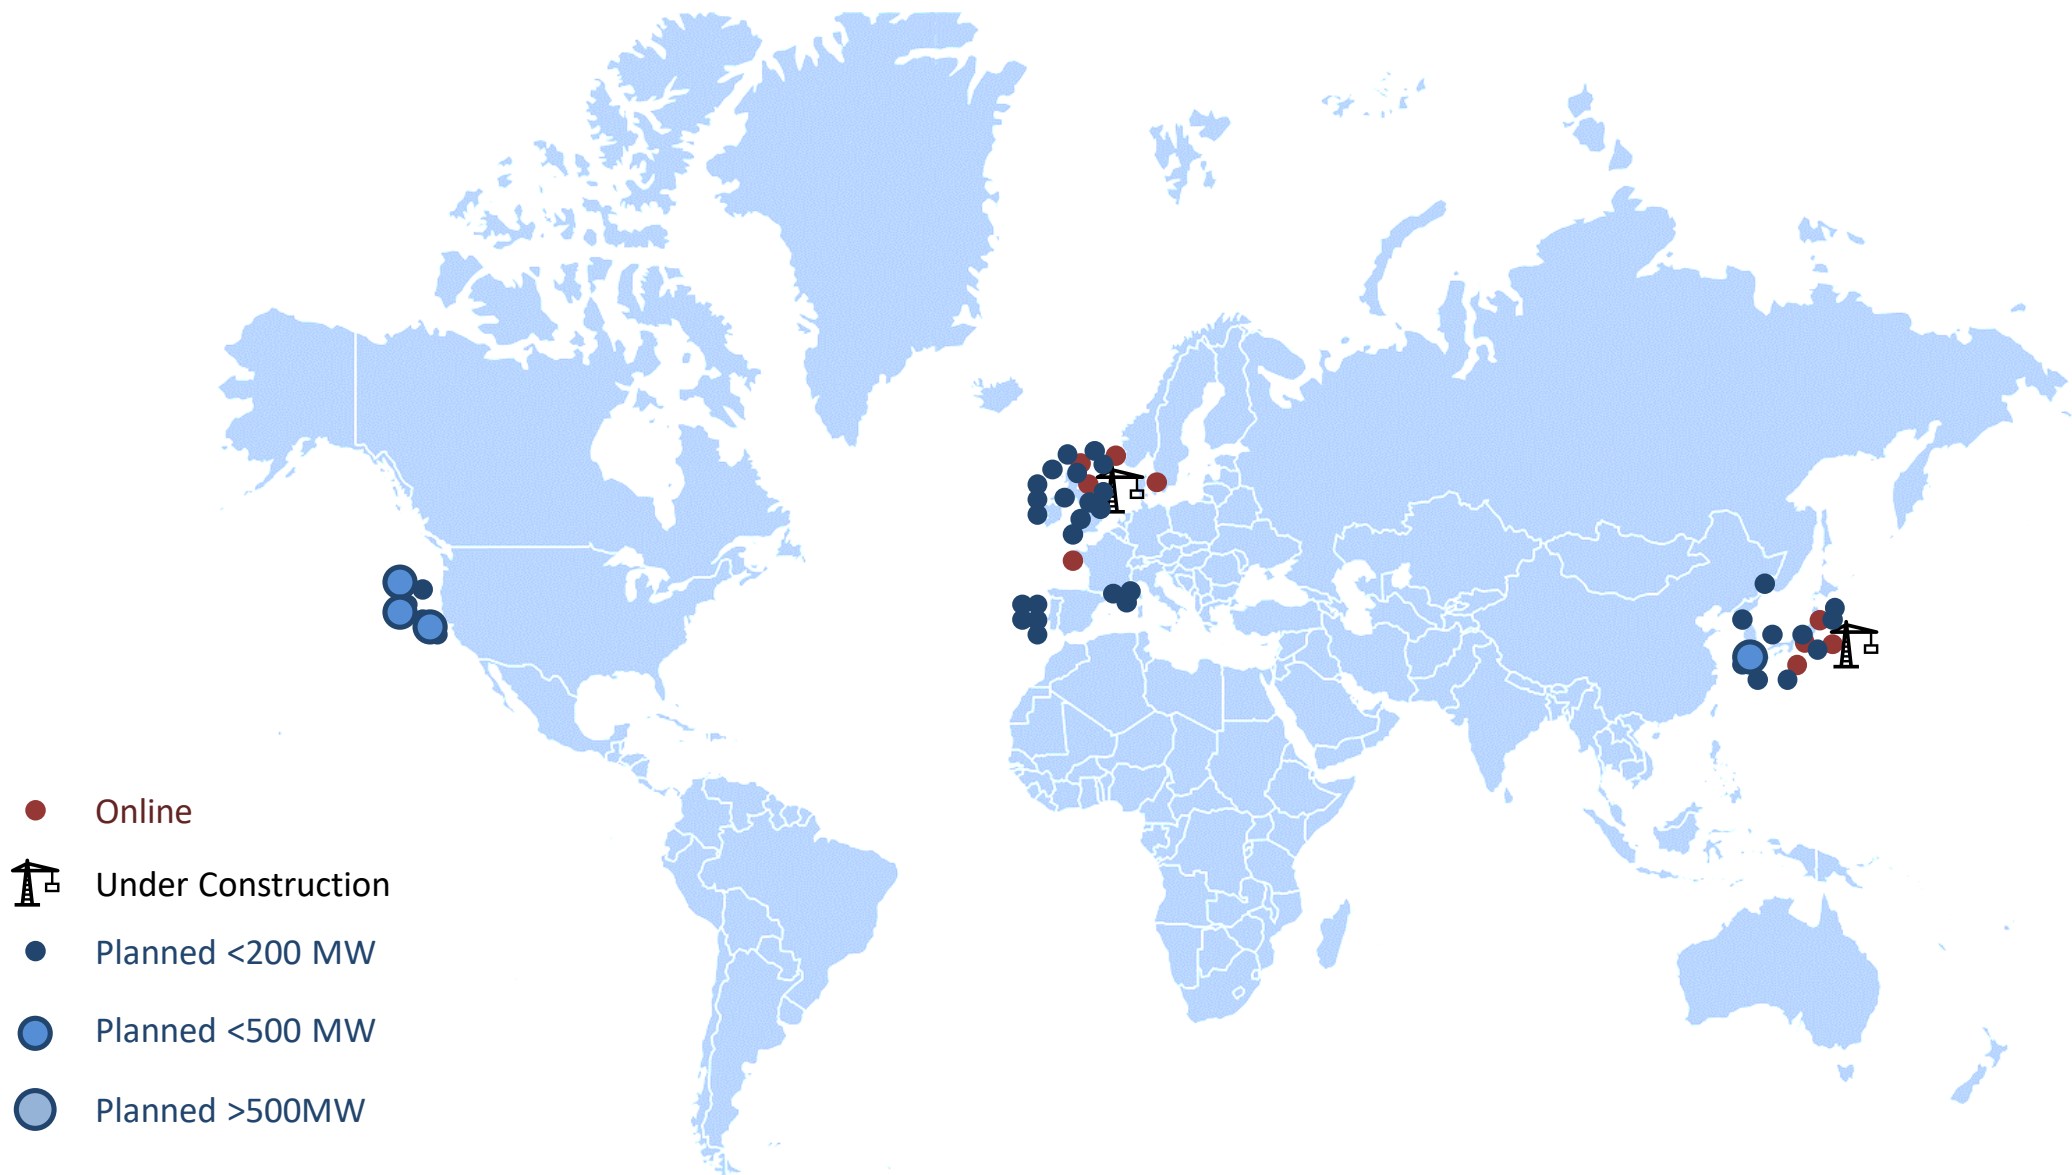 Online
Under Construction
Planned <200 MW
Planned <500 MW
Planned >500MW